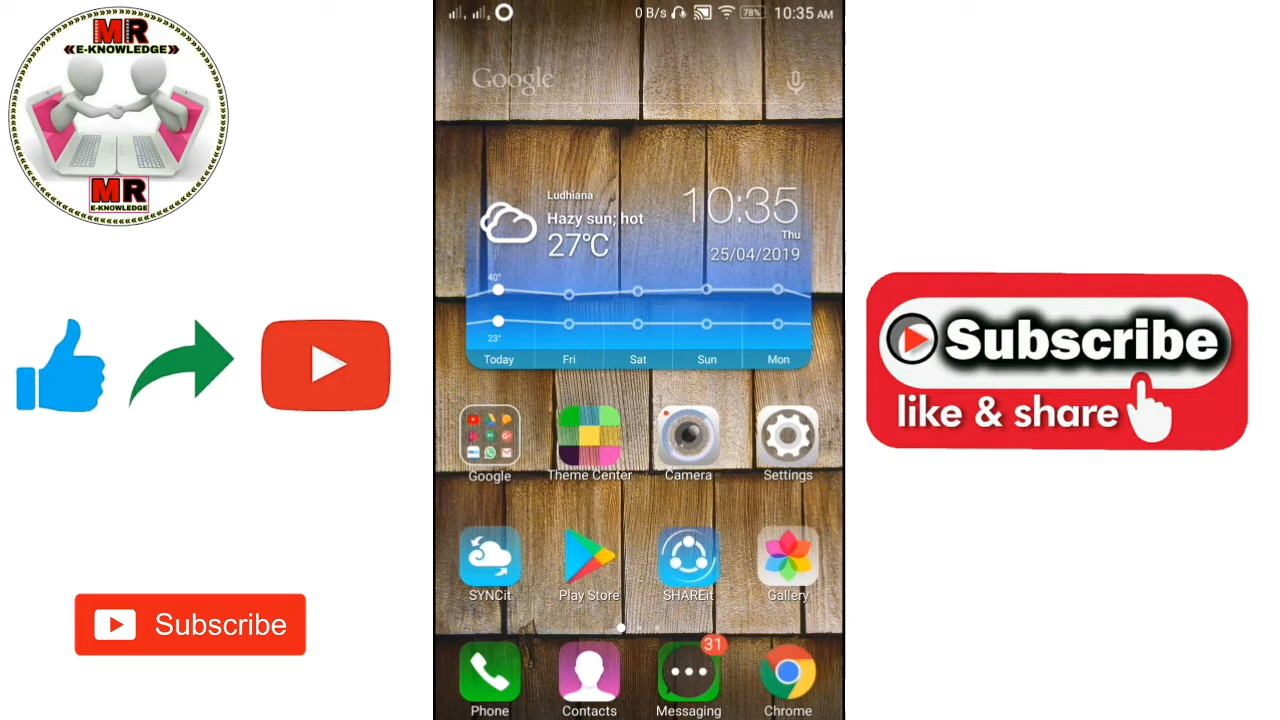 MR
E-KNOWLEDGE
MR
E-KNOWLEDGE
Subscribe
0 B/s 78% 10:35 AM
Google
Ludhiana
Hazy sun; hot
27°C
10:35
Thu
25/04/2019
40°
23°
Today Fri Sat Sun Mon
Google Theme Center Camera Settings
SYNCit Play Store SHAREit Gallery
31
Phone Contacts Messaging Chrome
Subscribe
like & share